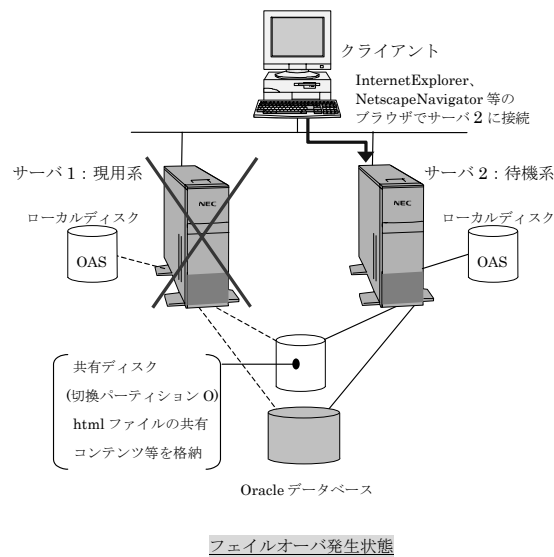 クライアント
InternetExplorer、
NetscapeNavigator 等の
ブラウザでサーバ 2 に接続
サーバ 1：現用系
サーバ 2：待機系
NEC
NEC
ローカルディスク
OAS
ローカルディスク
OAS
共有ディスク
(切換パーティション O)
html ファイルの共有
コンテンツ等を格納
Oracle データベース
フェイルオーバ発生状態